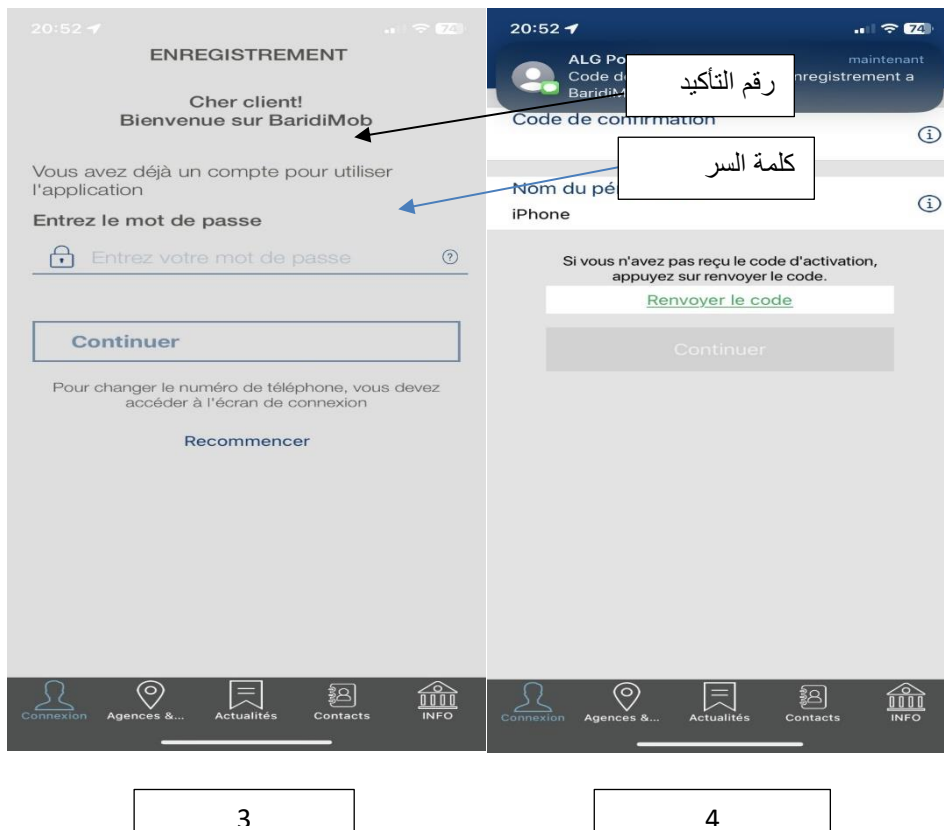 20:52
74
ENREGISTREMENT
Cher client!
Bienvenue sur BaridiMob
Vous avez déjà un compte pour utiliser
l'application
Entrez le mot de passe
Entrez votre mot de passe
Continuer
Pour changer le numéro de téléphone, vous devez
accéder à l'écran de connexion
Recommencer
Connexion
Agences &...
Actualités
Contacts
INFO
3
20:52
74
ALG
maintenant
Code
a
رقم التأكيد
Code de confirmation
كلمة السر
Nom du
iPhone
Si vous n'avez pas reçu le code d'activation,
appuyez sur renvoyer le code.
Renvoyer le code
Continuer
Connexion
Agences &...
Actualités
Contacts
INFO
4